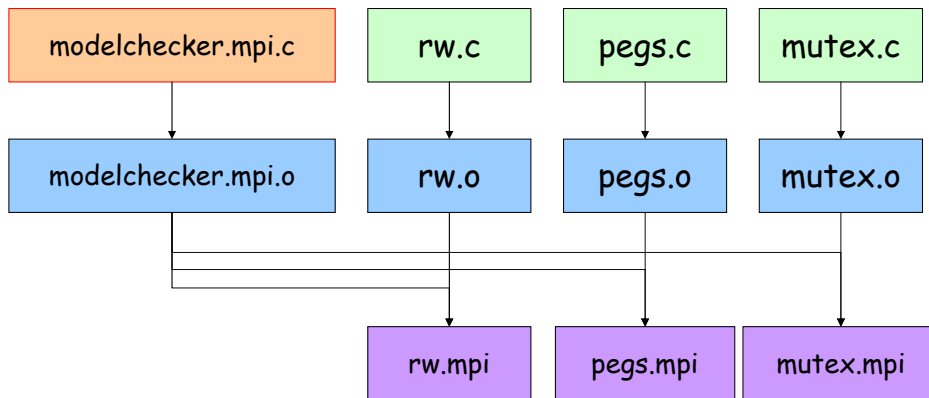 modelchecker.mpi.c
rw.c
pegs.c
mutex.c
modelchecker.mpi.o
rw.o
pegs.o
mutex.o
rw.mpi
pegs.mpi
mutex.mpi